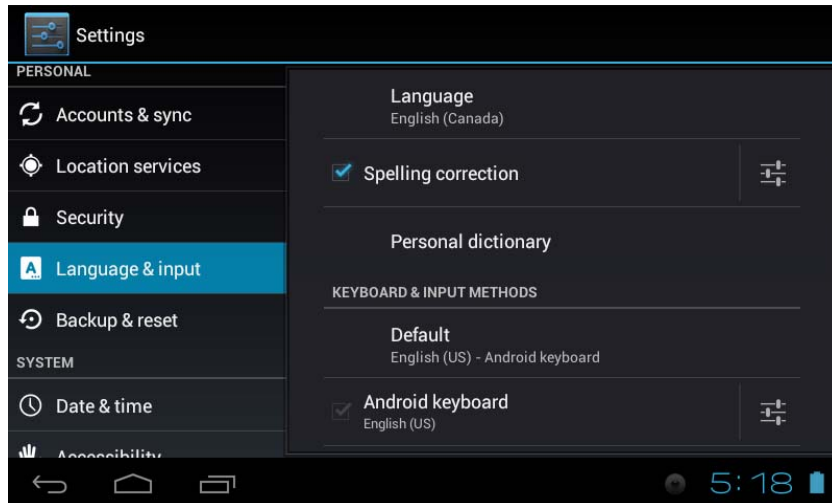 Settings
PERSONAL
Accounts & sync
Location services
Security
Language & input
Backup & reset
SYSTEM
Date & time
Accessibility
Language
English (Canada)
Spelling correction
Personal dictionary
KEYBOARD & INPUT METHODS
Default
English (US) - Android keyboard
Android keyboard
English (US)
5:18